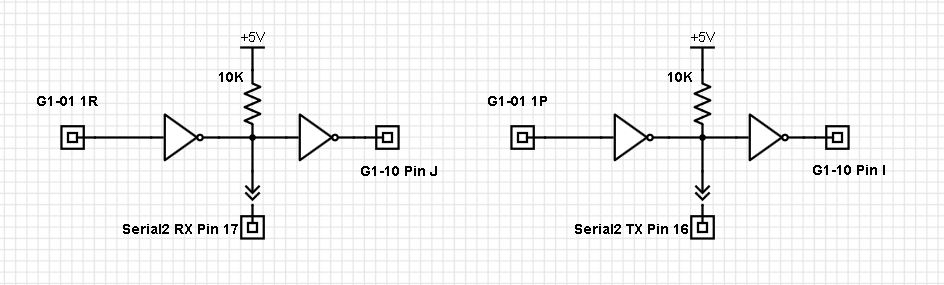 +5V
10K
G1-01 1R
G1-10 Pin J
Serial2 RX Pin 17
+5V
10K
G1-01 1P
G1-10 Pin I
Serial2 TX Pin 16